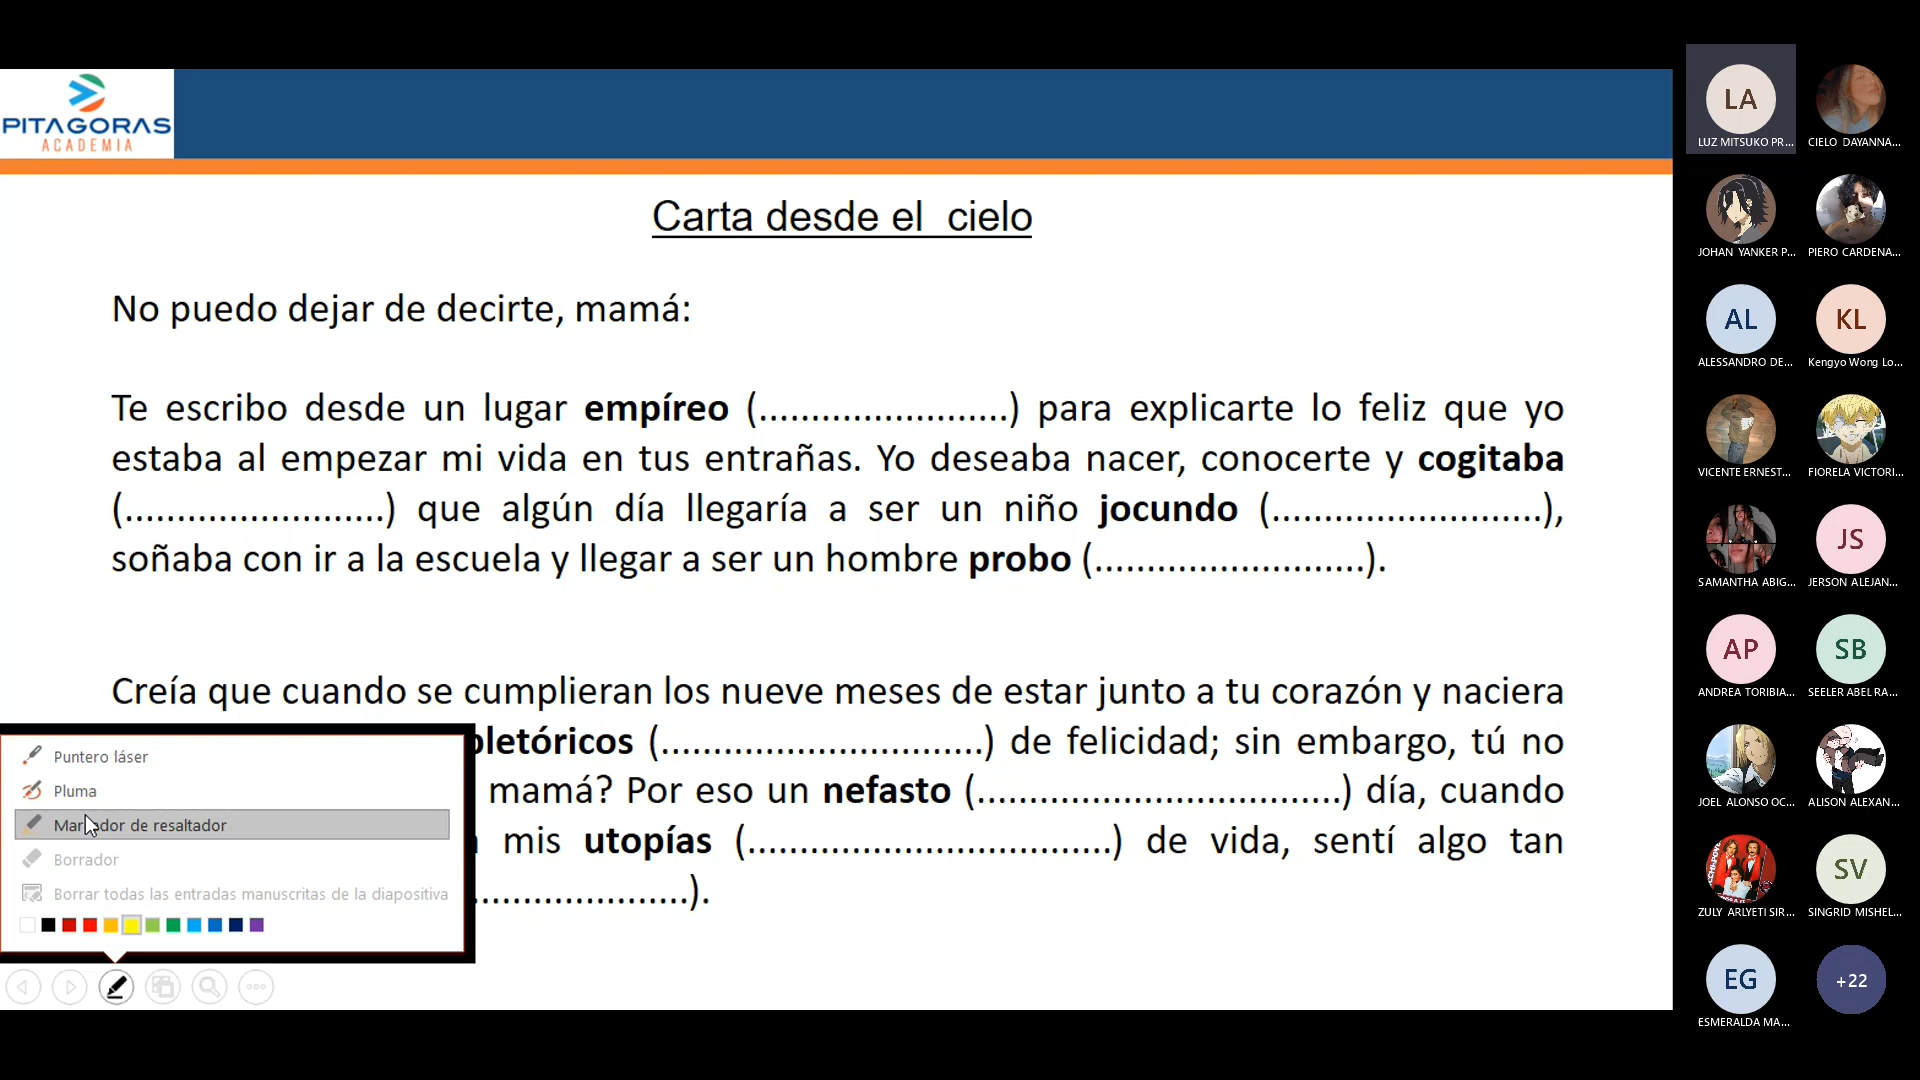 PITAGORAS
ACADEMIA
Carta desde el cielo
No puedo dejar de decirte, mamá:
Te escribo desde un lugar empíreo (........................) para explicarte lo feliz que yo
estaba al empezar mi vida en tus entrañas. Yo deseaba nacer, conocerte y cogitaba
(.........................) que algún día llegaría a ser un niño jocundo (..........................),
soñaba con ir a la escuela y llegar a ser un hombre probo (..........................).
Creía que cuando se cumplieran los nueve meses de estar junto a tu corazón y naciera
pletóricos (...............................) de felicidad; sin embargo, tú no
mamá? Por eso un nefasto (...................................) día, cuando
mis utopías (...................................) de vida, sentí algo tan
.....................).
Puntero láser
Pluma
Marcador de resaltador
Borrador
Borrar todas las entradas manuscritas de la diapositiva
LA
LUZ MITSUKO PR...
CIELO DAYANNA...
JOHAN YANKER P...
PIERO CARDENA...
AL
KL
ALESSANDRO DE...
Kengyo Wong Lo...
VICENTE ERNEST...
FIORELA VICTORI...
JS
SAMANTHA ABIG...
JERSON ALEJAN...
AP
SB
ANDREA TORIBIA...
SEELER ABEL RA...
JOEL ALONSO OC...
ALISON ALEXAN...
SV
ZULY ARLYETI SIR...
SINGRID MISHEL...
EG
+22
ESMERALDA MA...